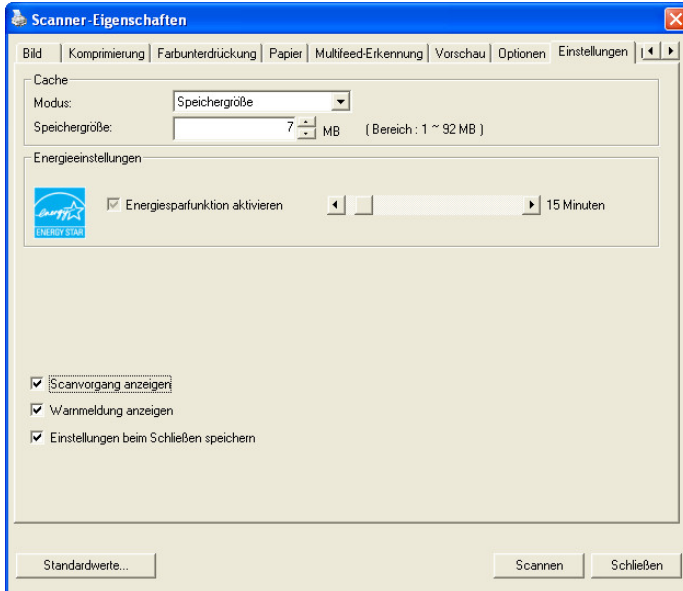 Scanner-Eigenschaften
Bild Komprimierung Farbunterdrückung Papier Multifeed-Erkennung Vorschau Optionen Einstellungen
Cache
Modus: Speichergröße
Speichergröße: 7 MB ( Bereich : 1 ~ 92 MB )
Energieeinstellungen
energy
ENERGY STAR
Energiesparfunktion aktivieren 15 Minuten
Scanvorgang anzeigen
Warnmeldung anzeigen
Einstellungen beim Schließen speichern
Standardwerte... Scannen Schließen